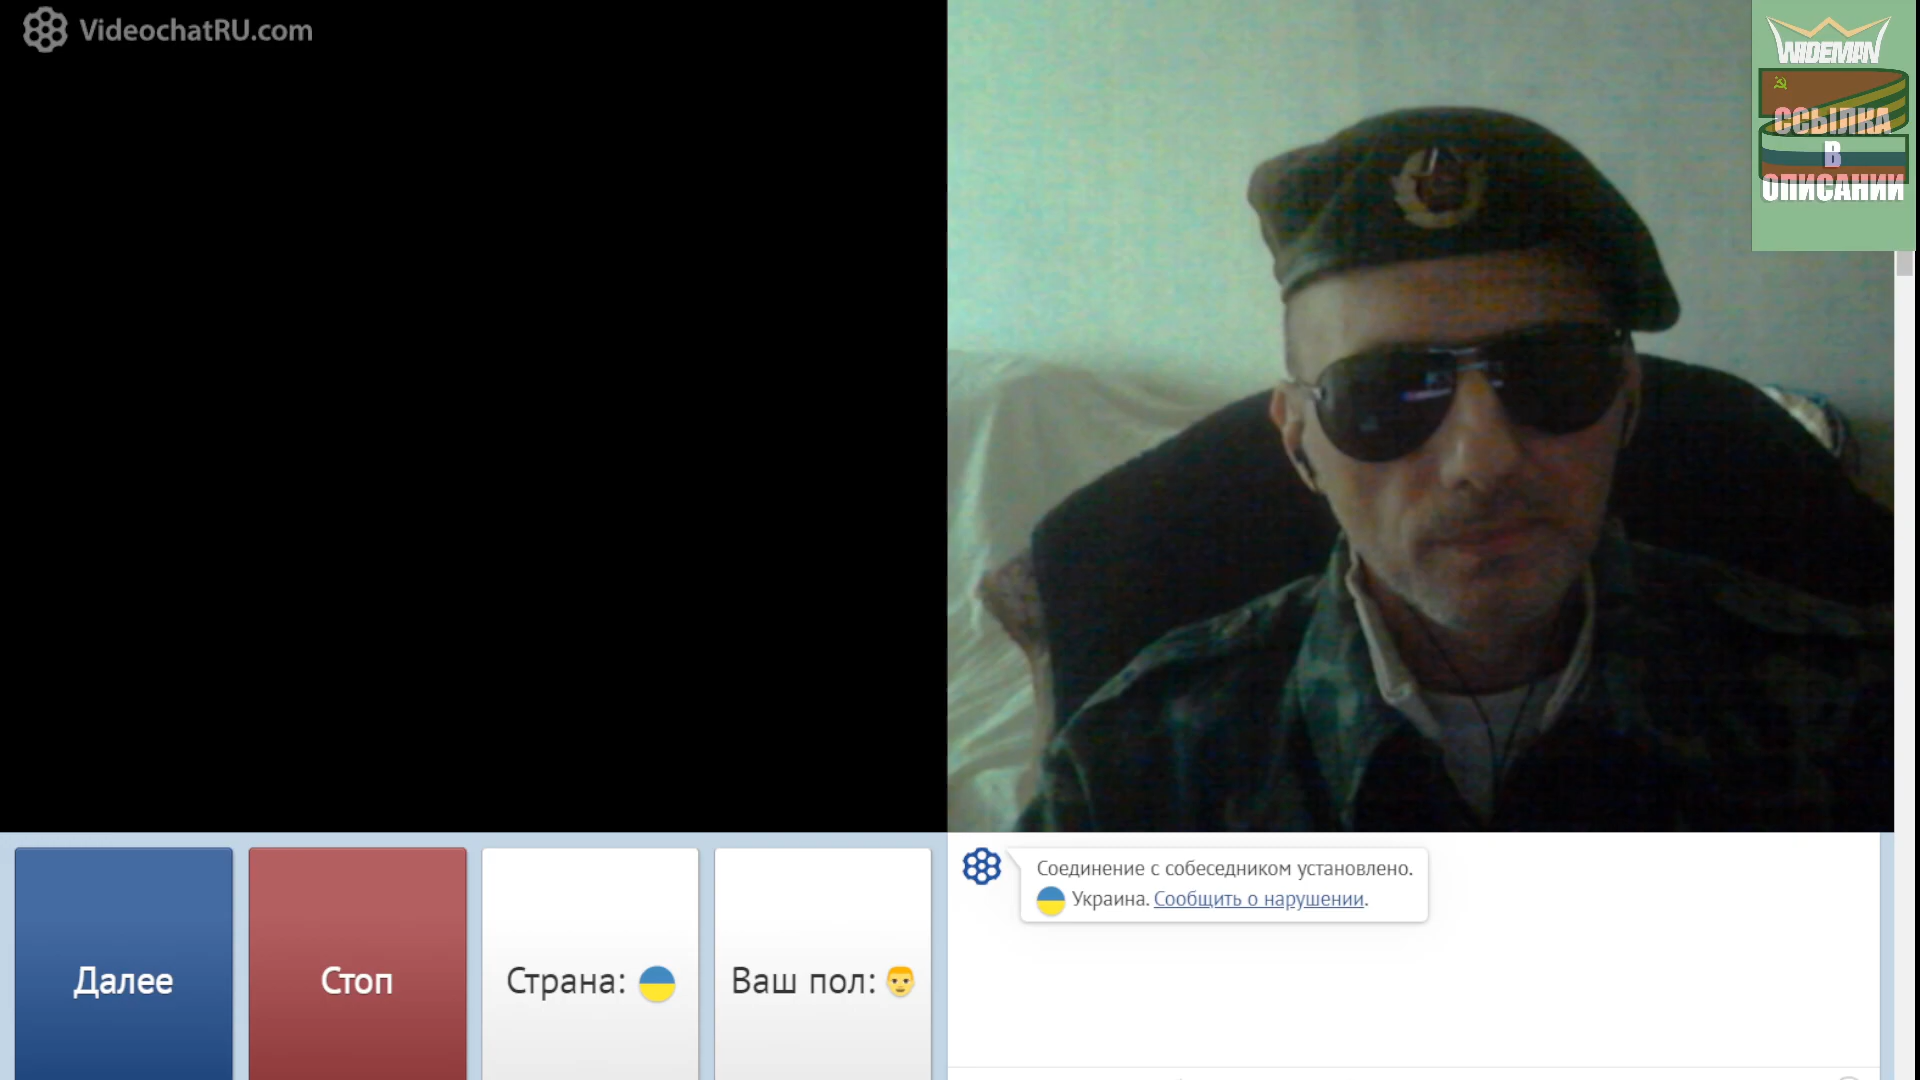 VideochatRU.com
WIDEMAN
ССЫЛКА
В
ОПИСАНИИ
Соединение с собеседником установлено.
Украина. Сообщить о нарушении.
Далее
Стоп
Страна:
Ваш пол: